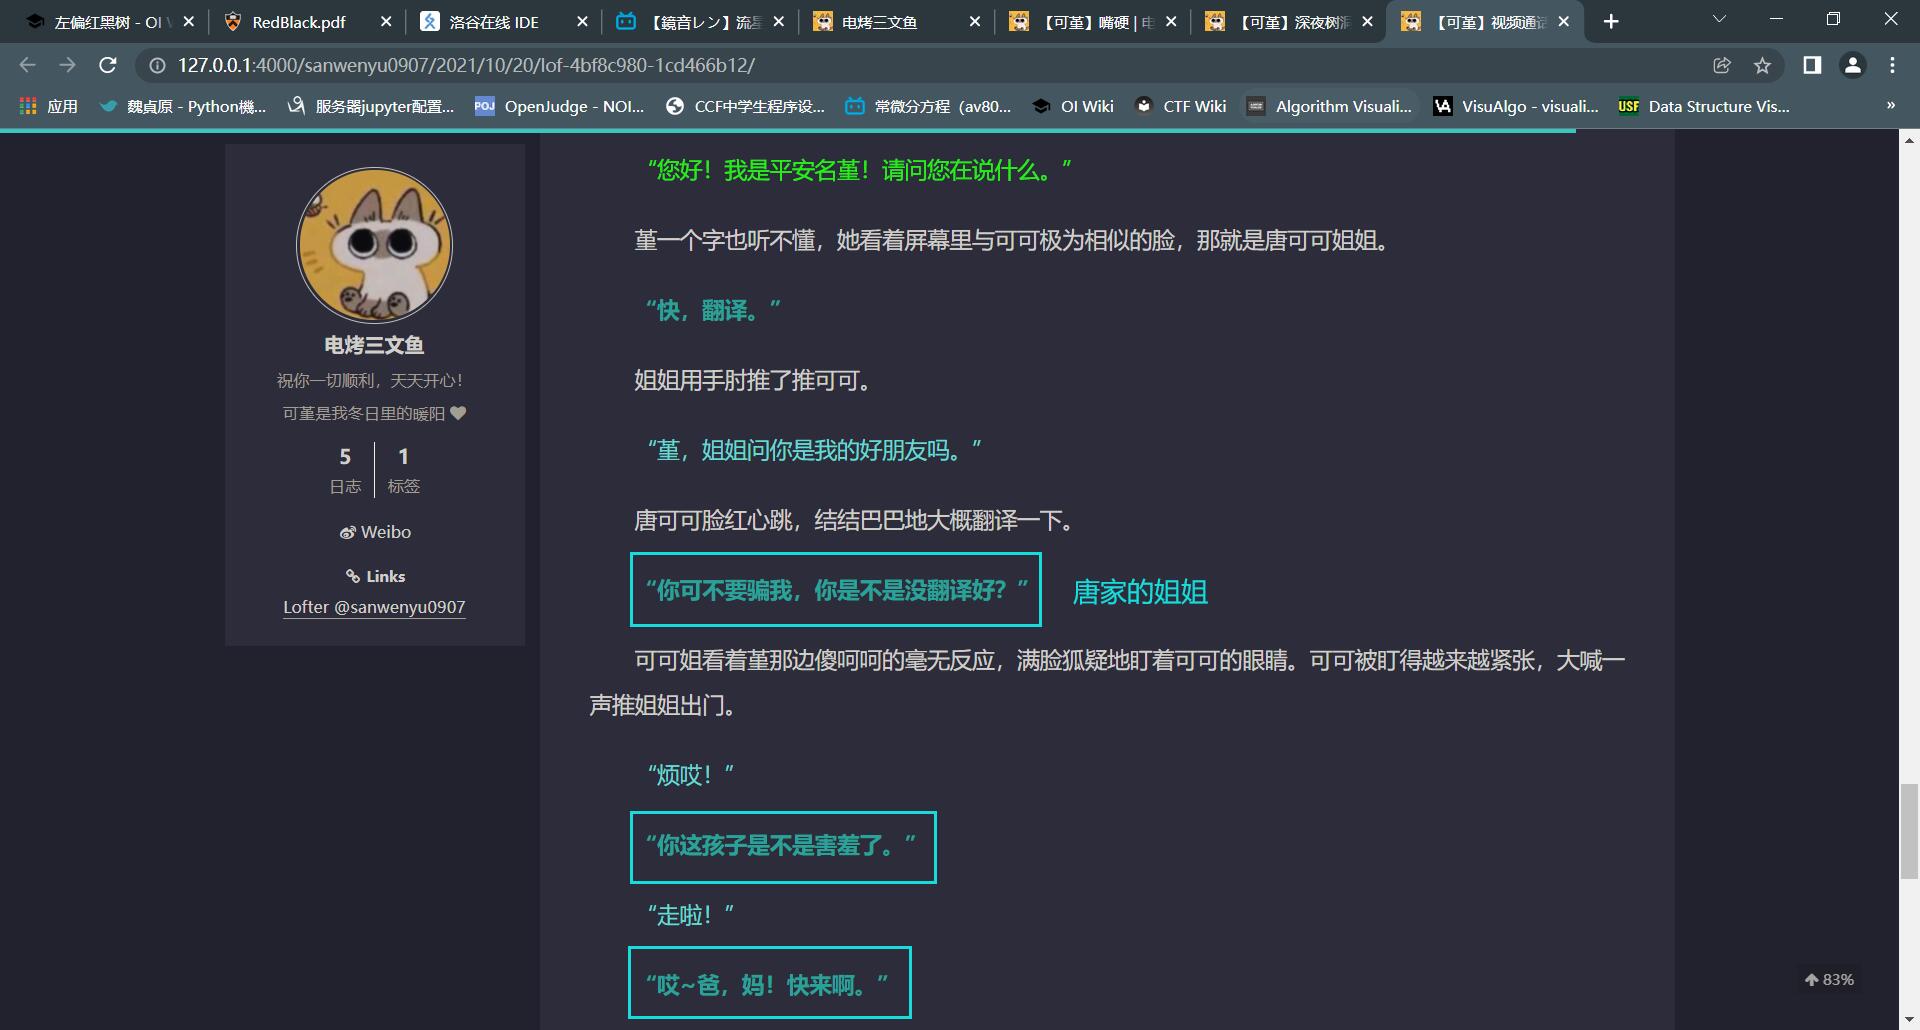 左偏红黑树 - OI
RedBlack.pdf
洛谷在线 IDE
【鏡音レン】流星
电烤三文鱼
【可堇】嘴硬 | 电
【可堇】深夜树洞
【可堇】视频通话
127.0.0.1:4000/sanwenyu0907/2021/10/20/lof-4bf8c980-1cd466b12/
应用
魏貞原 - Python機...
服务器jupyter配置...
POJ
OpenJudge - NOI...
CCF中学生程序设...
常微分方程（av80...
OI Wiki
CTF Wiki
Algorithm Visuali...
VisuAlgo - visuali...
USF
Data Structure Vis...
»
电烤三文鱼
祝你一切顺利，天天开心！
可堇是我冬日里的暖阳
5
日志
1
标签
Weibo
Links
Lofter @sanwenyu0907
“您好！我是平安名堇！请问您在说什么。”
堇一个字也听不懂，她看着屏幕里与可可极为相似的脸，那就是唐可可姐姐。
“快，翻译。”
姐姐用手肘推了推可可。
“堇，姐姐问你是我的好朋友吗。”
唐可可脸红心跳，结结巴巴地大概翻译一下。
“你可不要骗我，你是不是没翻译好？”
唐家的姐姐
可可姐看着堇那边傻呵呵的毫无反应，满脸狐疑地盯着可可的眼睛。可可被盯得越来越紧张，大喊一
声推姐姐出门。
“烦哎！”
“你这孩子是不是害羞了。”
“走啦！”
“哎~爸，妈！快来啊。”
83%